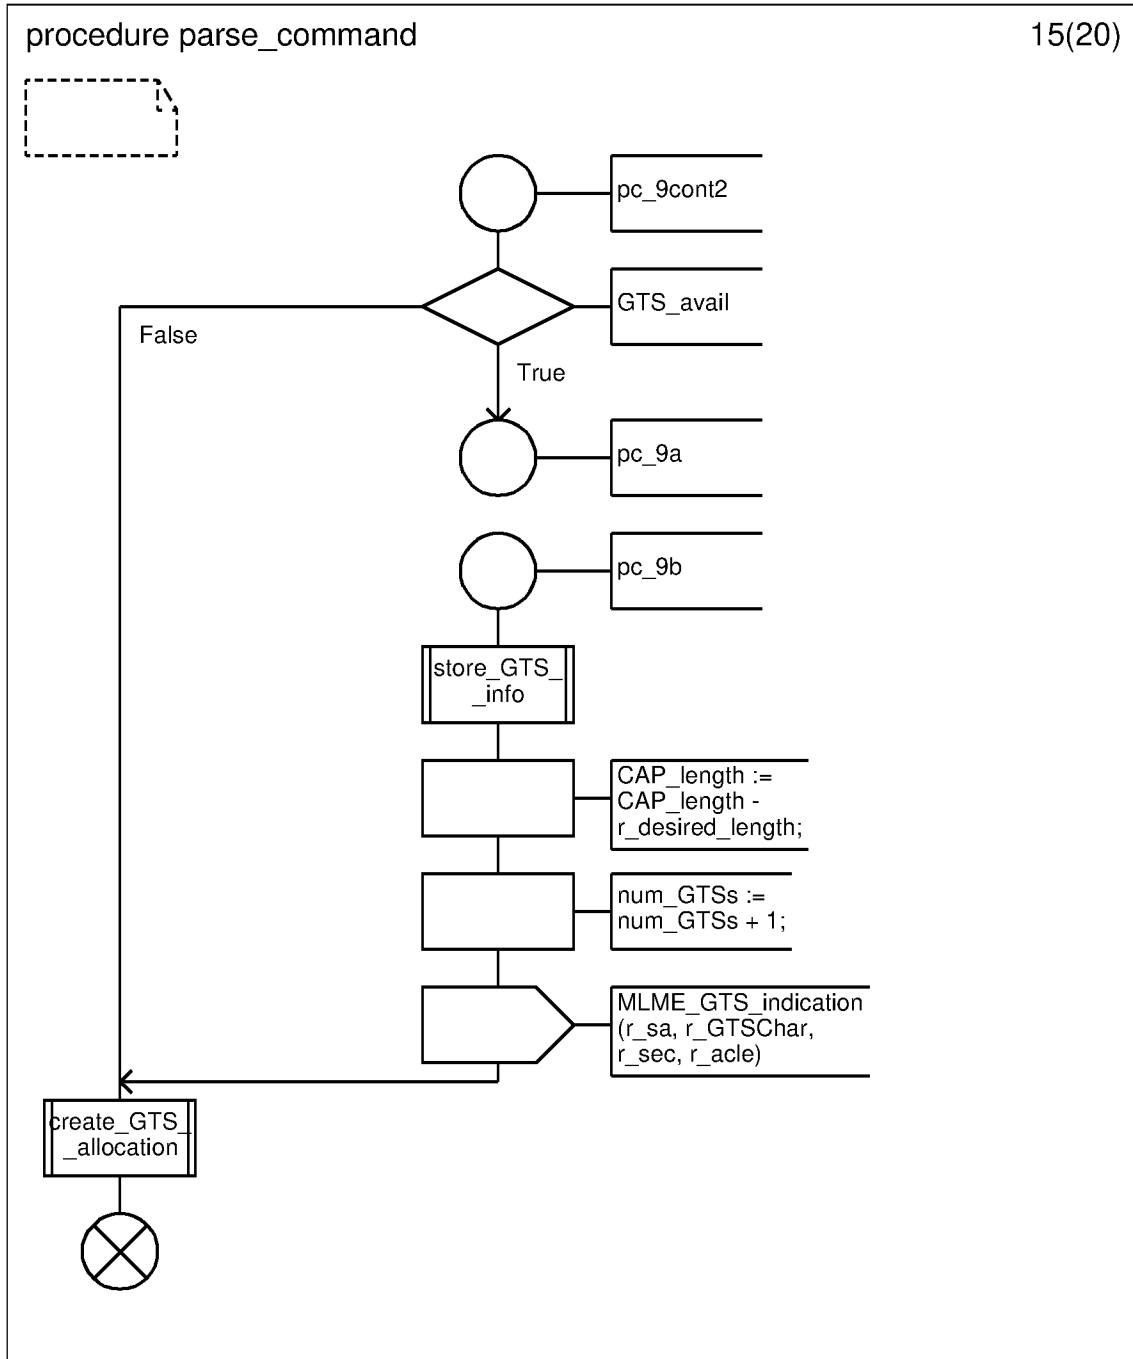 procedure parse_command
15(20)
pc_9cont2
GTS_avail
False
True
pc_9a
pc_9b
store_GTS_
_info
CAP_length :=
CAP_length -
r_desired_length;
num_GTSs :=
num_GTSs + 1;
MLME_GTS_indication
(r_sa, r_GTSChar,
r_sec, r_acle)
create_GTS_
_allocation